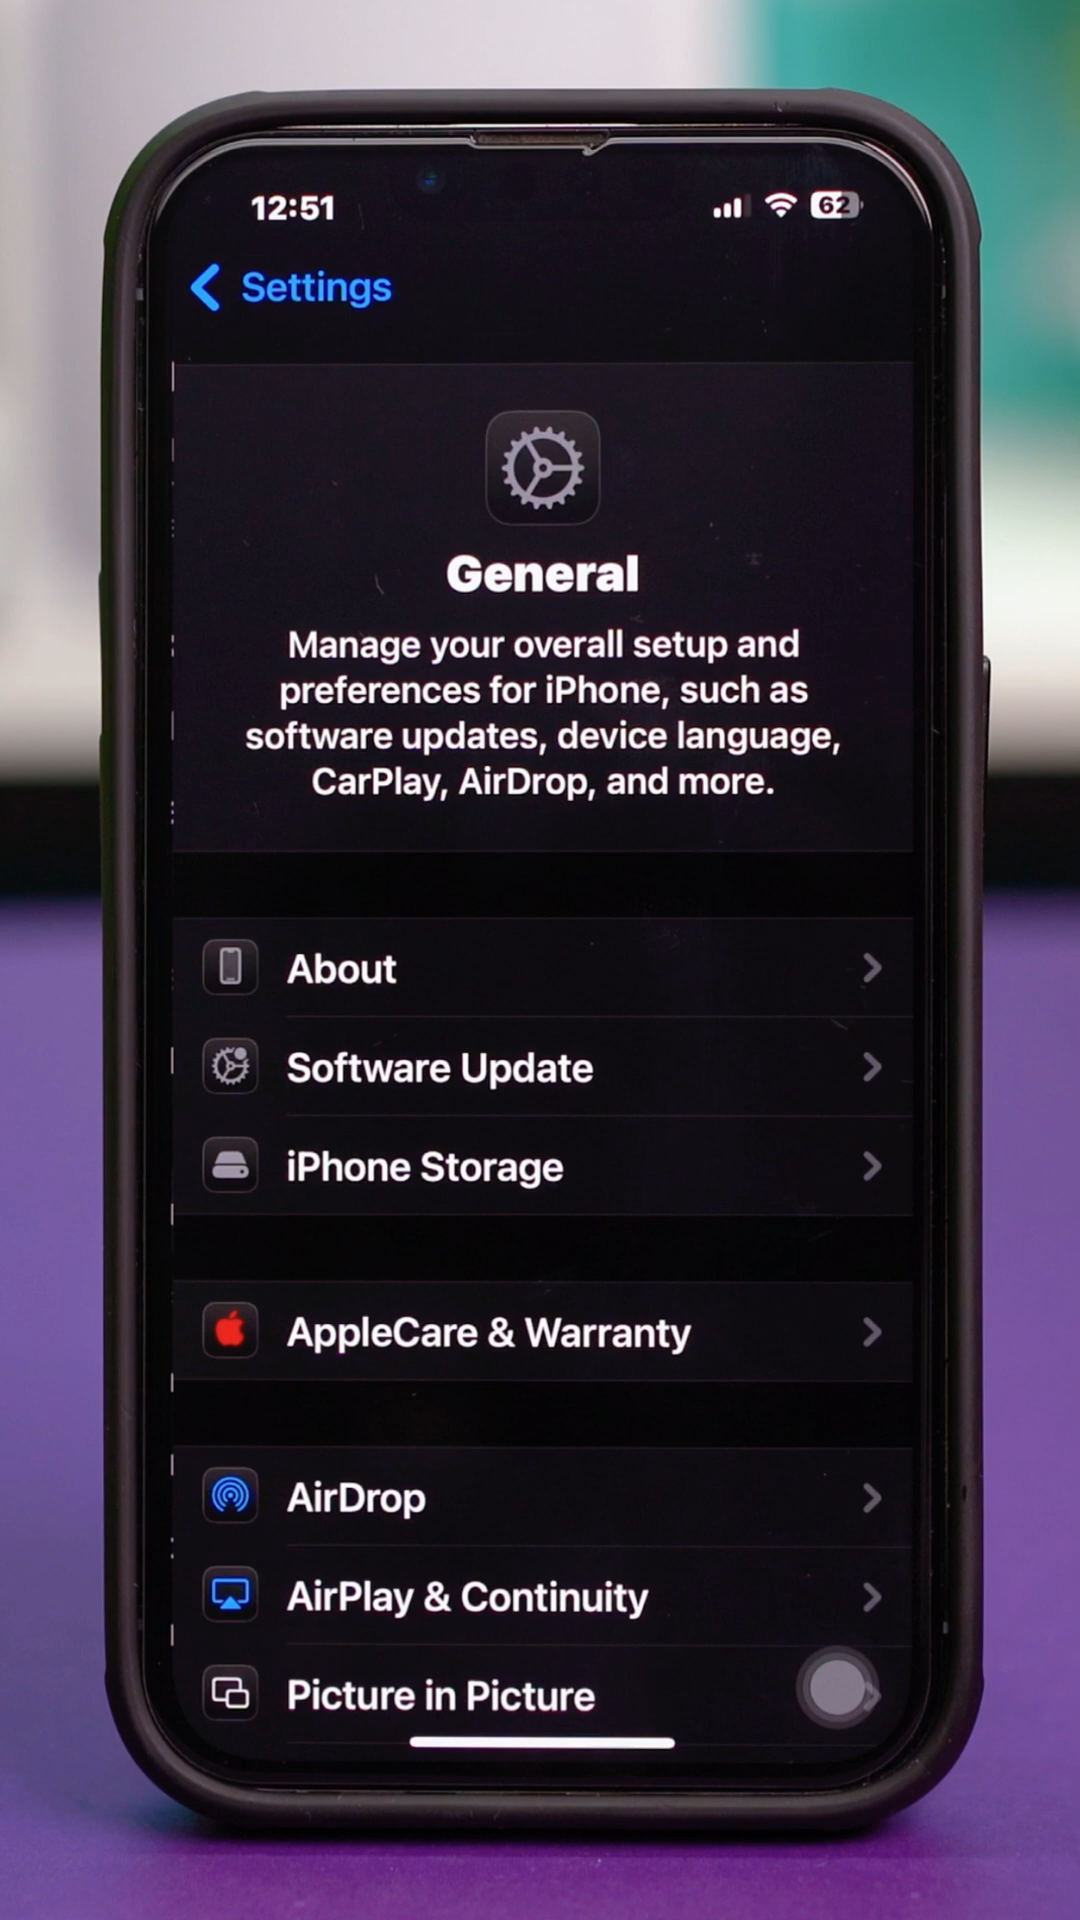 12:51
62
Settings
General
Manage your overall setup and
preferences for iPhone, such as
software updates, device language,
CarPlay, AirDrop, and more.
About
Software Update
iPhone Storage
AppleCare & Warranty
AirDrop
AirPlay & Continuity
Picture in Picture